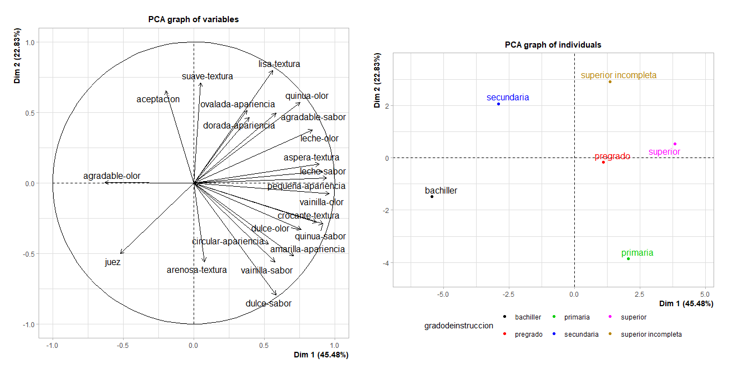 PCA graph of variables
Dim 2 (22.83%)
1.0
0.5
0.0
-0.5
-1.0
lisa-textura
suave-textura
aceptacion
quinua-olor
ovalada-apariencia
agradable-sabor
dorada-apariencia
leche-olor
aspera-textura
leche-sabor
agradable-olor
pequeña-apariencia
vainilla-olor
crocante-textura
dulce-olor
quinua-sabor
circular-apariencia
amarilla-apariencia
juez
arenosa-textura
vainilla-sabor
dulce-sabor
-1.0 -0.5 0.0 0.5 1.0
Dim 1 (45.48%)
PCA graph of individuals
Dim 2 (22.83%)
2
0
-2
-4
superior incompleta
secundaria
superior
pregrado
bachiller
primaria
-5.0 -2.5 0.0 2.5 5.0
Dim 1 (45.48%)
gradodeinstruccion
bachiller primaria superior
pregrado secundaria superior incompleta